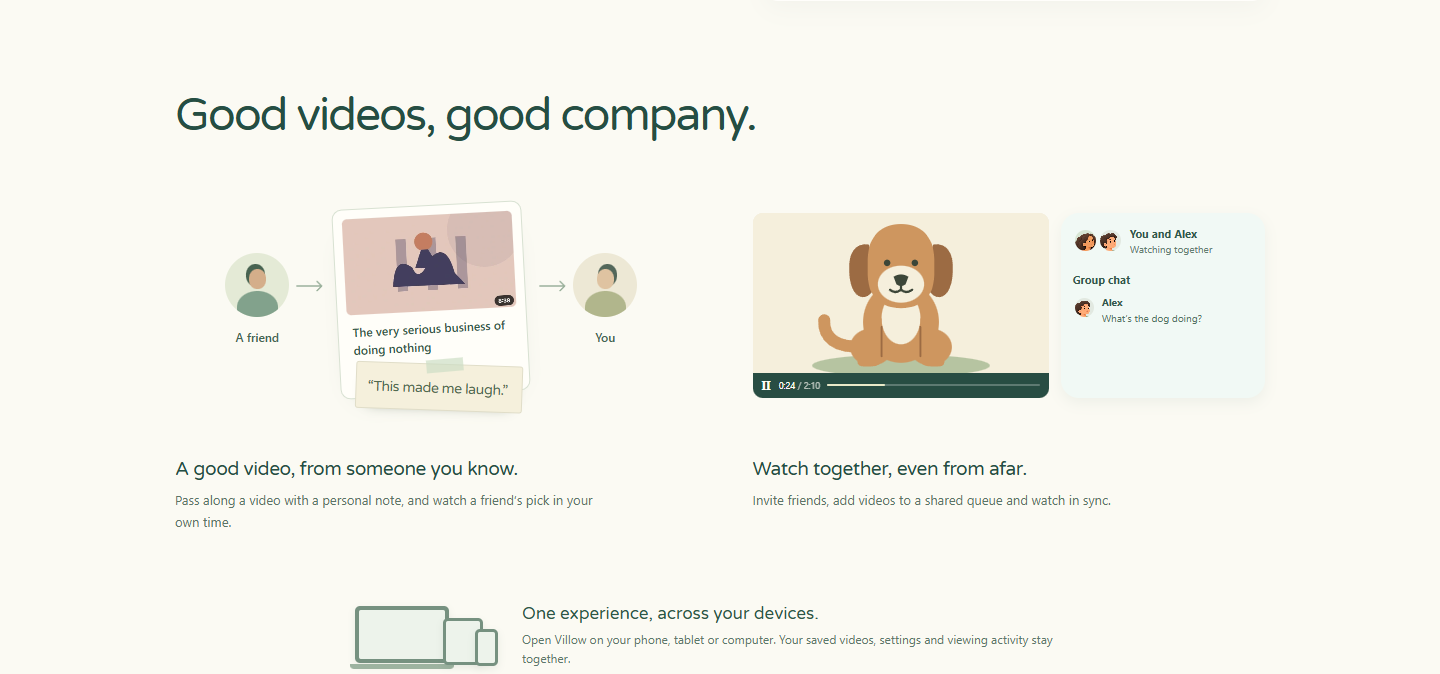 Good videos, good company.
A friend
0:38
The very serious business of
doing nothing
“This made me laugh.”
You
0:24 / 2:10
You and Alex
Watching together
Group chat
Alex
What's the dog doing?
A good video, from someone you know.
Pass along a video with a personal note, and watch a friend's pick in your
own time.
Watch together, even from afar.
Invite friends, add videos to a shared queue and watch in sync.
One experience, across your devices.
Open Villow on your phone, tablet or computer. Your saved videos, settings and viewing activity stay
together.